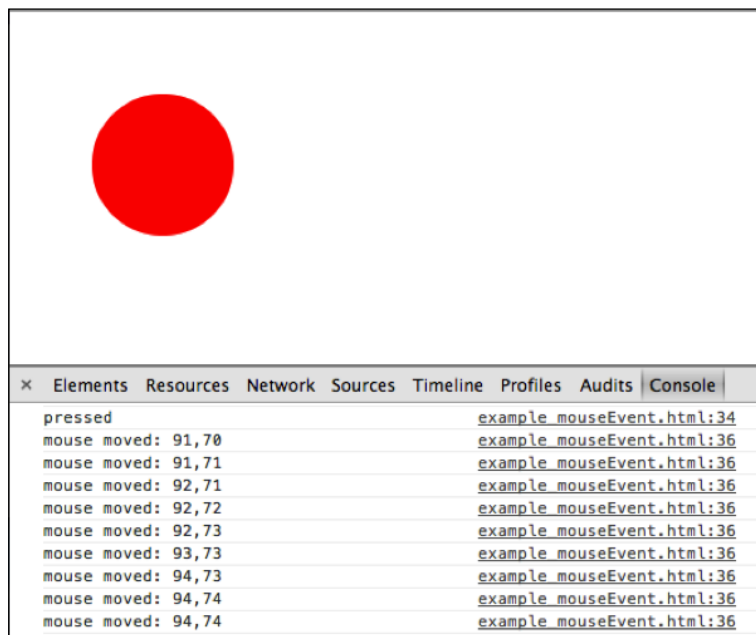 × Elements Resources Network Sources Timeline Profiles Audits Console
pressed example_mouseEvent.html:34
mouse moved: 91,70 example_mouseEvent.html:36
mouse moved: 91,71 example_mouseEvent.html:36
mouse moved: 92,71 example_mouseEvent.html:36
mouse moved: 92,72 example_mouseEvent.html:36
mouse moved: 92,73 example_mouseEvent.html:36
mouse moved: 93,73 example_mouseEvent.html:36
mouse moved: 94,73 example_mouseEvent.html:36
mouse moved: 94,74 example_mouseEvent.html:36
mouse moved: 94,74 example_mouseEvent.html:36